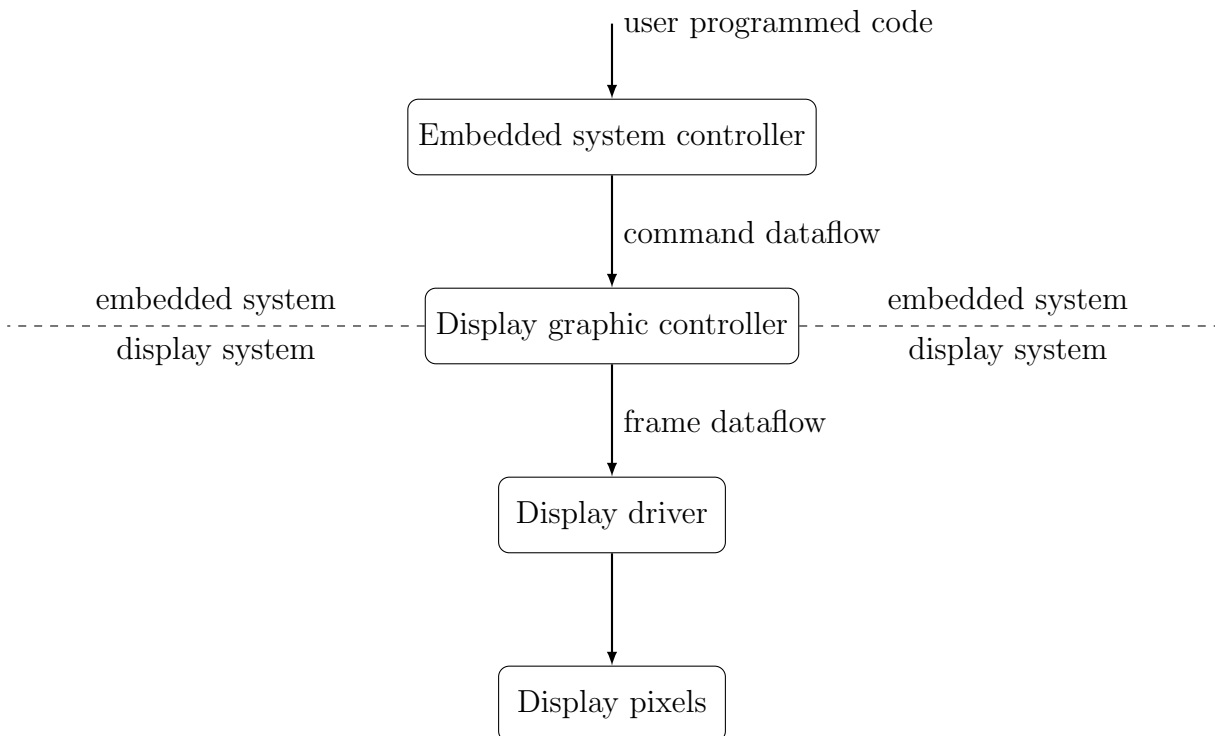 user programmed code
Embedded system controller
command dataflow
embedded system
embedded system
Display graphic controller
display system
display system
frame dataflow
Display driver
Display pixels